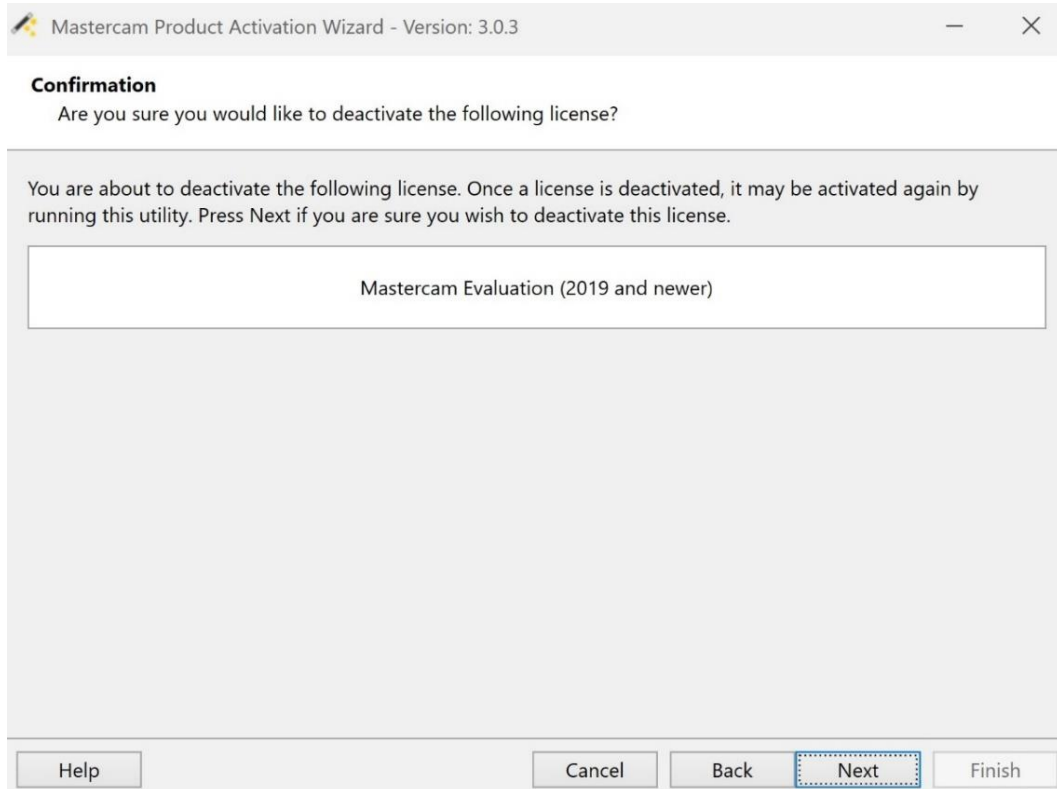 Mastercam Product Activation Wizard - Version: 3.0.3
Confirmation
Are you sure you would like to deactivate the following license?
You are about to deactivate the following license. Once a license is deactivated, it may be activated again by
running this utility. Press Next if you are sure you wish to deactivate this license.
Mastercam Evaluation (2019 and newer)
Help
Cancel
Back
Next
Finish